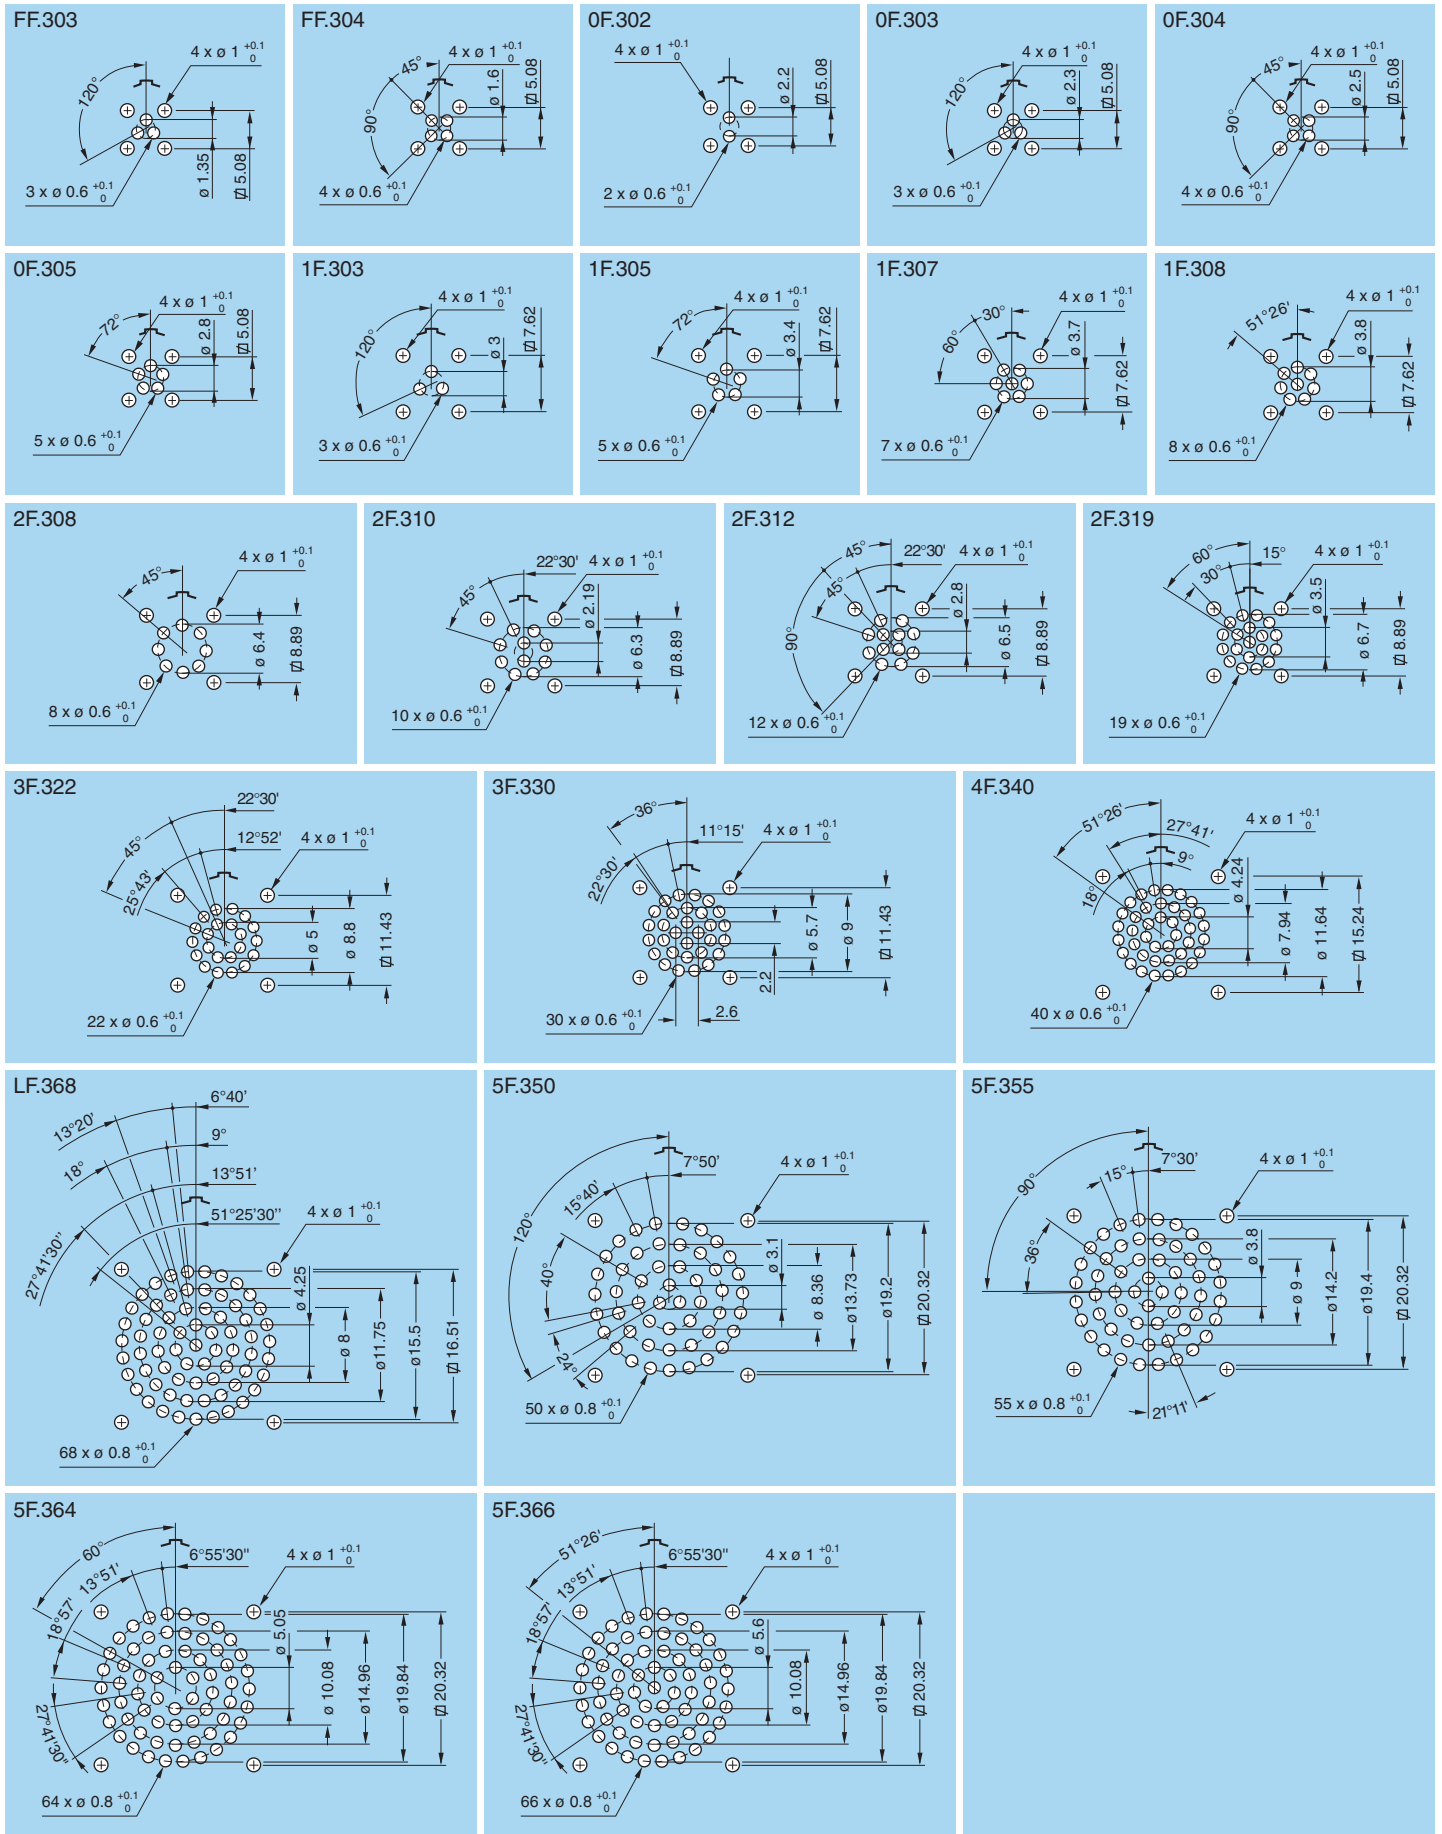 FF.303
120°
4 x ø 1 +0.1 0
3 x ø 0.6 +0.1 0
ø 1.35
⌷ 5.08
FF.304
45°
90°
4 x ø 1 +0.1 0
ø 1.6
⌷ 5.08
4 x ø 0.6 +0.1 0
0F.302
4 x ø 1 +0.1 0
ø 2.2
⌷ 5.08
2 x ø 0.6 +0.1 0
0F.303
120°
4 x ø 1 +0.1 0
ø 2.3
⌷ 5.08
3 x ø 0.6 +0.1 0
0F.304
45°
90°
4 x ø 1 +0.1 0
ø 2.5
⌷ 5.08
4 x ø 0.6 +0.1 0
0F.305
72°
4 x ø 1 +0.1 0
ø 2.8
⌷ 5.08
5 x ø 0.6 +0.1 0
1F.303
120°
4 x ø 1 +0.1 0
ø 3
⌷ 7.62
3 x ø 0.6 +0.1 0
1F.305
72°
4 x ø 1 +0.1 0
ø 3.4
⌷ 7.62
5 x ø 0.6 +0.1 0
1F.307
30°
60°
4 x ø 1 +0.1 0
ø 3.7
⌷ 7.62
7 x ø 0.6 +0.1 0
1F.308
51°26'
4 x ø 1 +0.1 0
ø 3.8
⌷ 7.62
8 x ø 0.6 +0.1 0
2F.308
45°
4 x ø 1 +0.1 0
ø 6.4
⌷ 8.89
8 x ø 0.6 +0.1 0
2F.310
22°30'
45°
4 x ø 1 +0.1 0
ø 2.19
ø 6.3
⌷ 8.89
10 x ø 0.6 +0.1 0
2F.312
45°
22°30'
45°
90°
4 x ø 1 +0.1 0
ø 2.8
ø 6.5
⌷ 8.89
12 x ø 0.6 +0.1 0
2F.319
60°
15°
30°
4 x ø 1 +0.1 0
ø 3.5
ø 6.7
⌷ 8.89
19 x ø 0.6 +0.1 0
3F.322
22°30'
45°
12°52'
25°43'
4 x ø 1 +0.1 0
ø 5
ø 8.8
⌷ 11.43
22 x ø 0.6 +0.1 0
3F.330
36°
11°15'
22°30'
4 x ø 1 +0.1 0
2.2
ø 5.7
ø 9
⌷ 11.43
30 x ø 0.6 +0.1 0
2.6
4F.340
51°26'
27°41'
9°
18°
4 x ø 1 +0.1 0
ø 4.24
ø 7.94
ø 11.64
⌷ 15.24
40 x ø 0.6 +0.1 0
LF.368
6°40'
13°20'
9°
18°
13°51'
27°41'30"
51°25'30"
4 x ø 1 +0.1 0
ø 4.25
ø 8
ø11.75
ø15.5
⌷ 16.51
68 x ø 0.8 +0.1 0
5F.350
7°50'
15°40'
120°
40°
24°
4 x ø 1 +0.1 0
ø 3.1
ø 8.36
ø13.73
ø19.2
⌷ 20.32
50 x ø 0.8 +0.1 0
5F.355
90°
15°
7°30'
36°
4 x ø 1 +0.1 0
ø 3.8
ø 9
ø14.2
ø19.4
⌷ 20.32
55 x ø 0.8 +0.1 0
21°11'
5F.364
60°
6°55'30"
13°51'
18°57'
27°41'30"
4 x ø 1 +0.1 0
ø 5.05
ø 10.08
ø14.96
ø19.84
⌷ 20.32
64 x ø 0.8 +0.1 0
5F.366
51°26'
6°55'30"
13°51'
18°57'
27°41'30"
4 x ø 1 +0.1 0
ø 5.6
ø 10.08
ø14.96
ø19.84
⌷ 20.32
66 x ø 0.8 +0.1 0